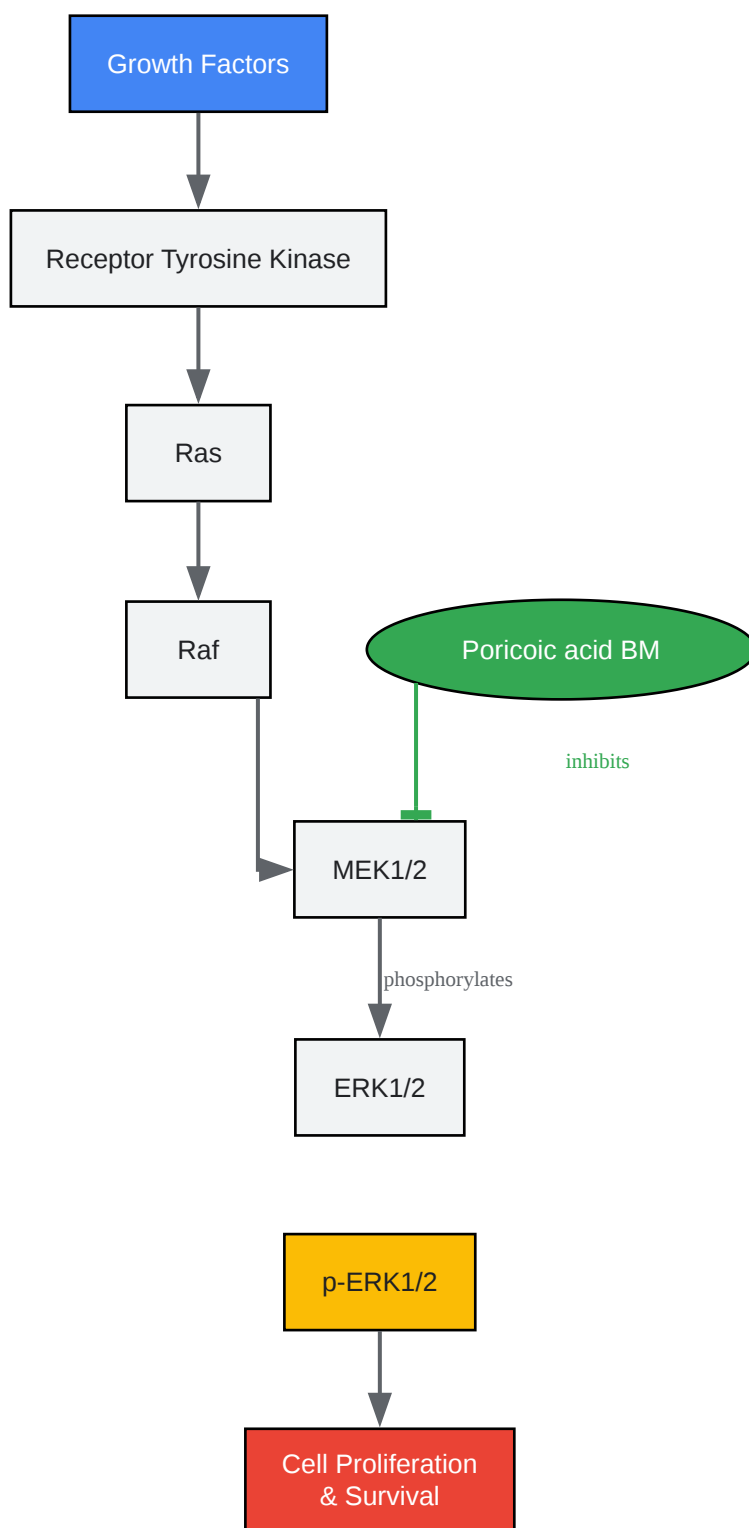 Growth Factors
Receptor Tyrosine Kinase
Ras
Raf
Poricoic acid BM
inhibits
MEK1/2
phosphorylates
ERK1/2
p-ERK1/2
Cell Proliferation
& Survival